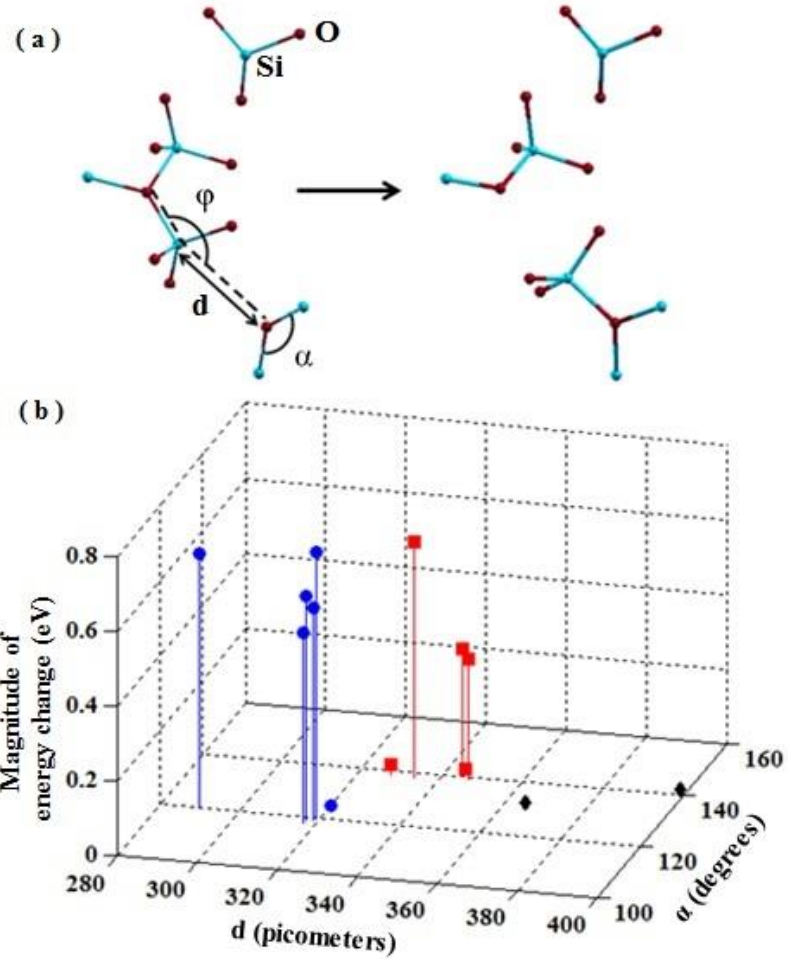 ( a )
O
Si
φ
d
α
( b )
Magnitude of
energy change (eV)
0.8
0.6
0.4
0.2
0
280
300
320
340
360
380
400
d (picometers)
100
120
140
160
α (degrees)